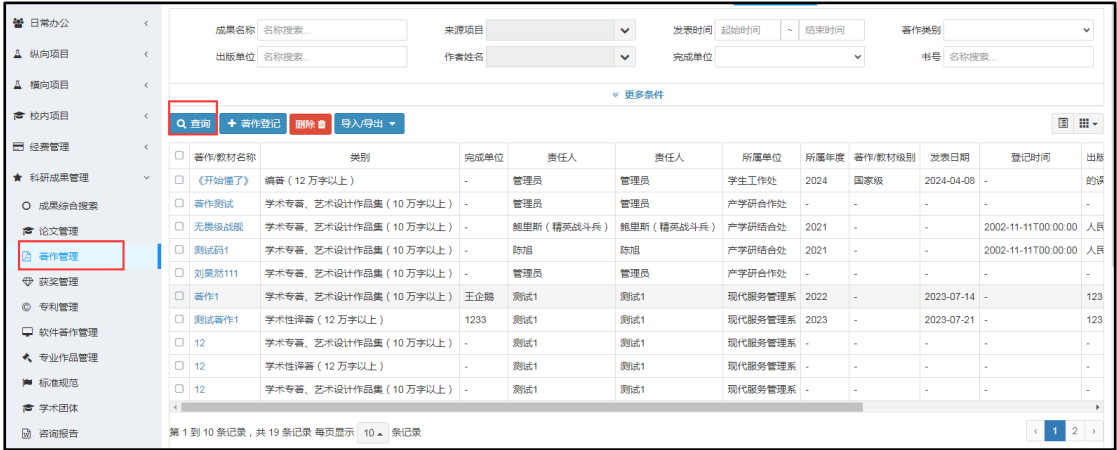 日常办公
纵向项目
横向项目
校内项目
经费管理
科研成果管理
成果综合搜索
论文管理
著作管理
获奖管理
专利管理
软件著作管理
专业作品管理
标准规范
学术团体
咨询报告
成果名称 名称搜索... 来源项目 发表时间 起始时间 ~ 结束时间 著作类别
出版单位 名称搜索... 作者姓名 完成单位 书号 名称搜索...
更多条件
查询 著作登记 删除 导入/导出
著作/教材名称 类别 完成单位 责任人 责任人 所属单位 所属年度 著作/教材级别 发表日期 登记时间 出版
《开始懂了》 编著（12 万字以上） - 管理员 管理员 学生工作处 2024 国家级 2024-04-08 - 的误
著作测试 学术专著、艺术设计作品集（10 万字以上） - 管理员 管理员 产学研合作处 - - - - -
无畏级战舰 学术专著、艺术设计作品集（10 万字以上） - 鲍里斯（精英战斗兵） 鲍里斯（精英战斗兵） 产学研结合处 2021 - - 2002-11-11T00:00:00 人民
测试码1 学术专著、艺术设计作品集（10 万字以上） - 陈旭 陈旭 产学研结合处 2021 - - 2002-11-11T00:00:00 人民
刘昊然111 学术专著、艺术设计作品集（10 万字以上） - 管理员 管理员 产学研合作处 - - - - -
著作1 学术专著、艺术设计作品集（10 万字以上） 王企鹅 测试1 测试1 现代服务管理系 2022 - 2023-07-14 - 123
测试著作1 学术性译著（12 万字以上） 1233 测试1 测试1 现代服务管理系 2023 - 2023-07-21 - 123
12 学术专著、艺术设计作品集（10 万字以上） - 测试1 测试1 现代服务管理系 - - - - -
12 学术性译著（12 万字以上） - 测试1 测试1 现代服务管理系 - - - - -
12 学术专著、艺术设计作品集（10 万字以上） - 测试1 测试1 现代服务管理系 - - - - -
第 1 到 10 条记录，共 19 条记录 每页显示 10 条记录
‹ 1 2 ›